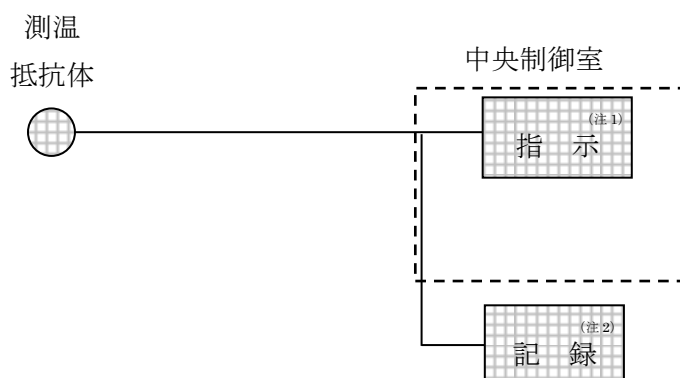 測温
抵抗体
中央制御室
(注1)
指 示
(注2)
記 録